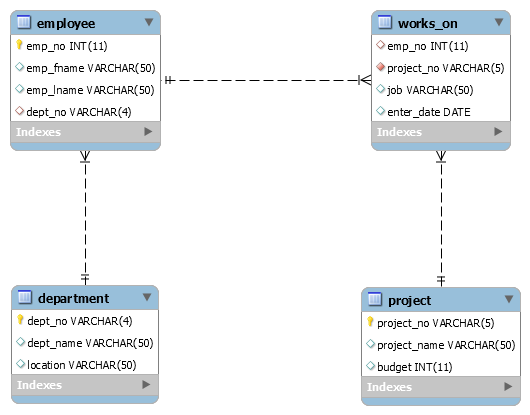 employee
emp_no INT(11)
emp_fname VARCHAR(50)
emp_lname VARCHAR(50)
dept_no VARCHAR(4)
Indexes
works_on
emp_no INT(11)
project_no VARCHAR(5)
job VARCHAR(50)
enter_date DATE
Indexes
department
dept_no VARCHAR(4)
dept_name VARCHAR(50)
location VARCHAR(50)
Indexes
project
project_no VARCHAR(5)
project_name VARCHAR(50)
budget INT(11)
Indexes